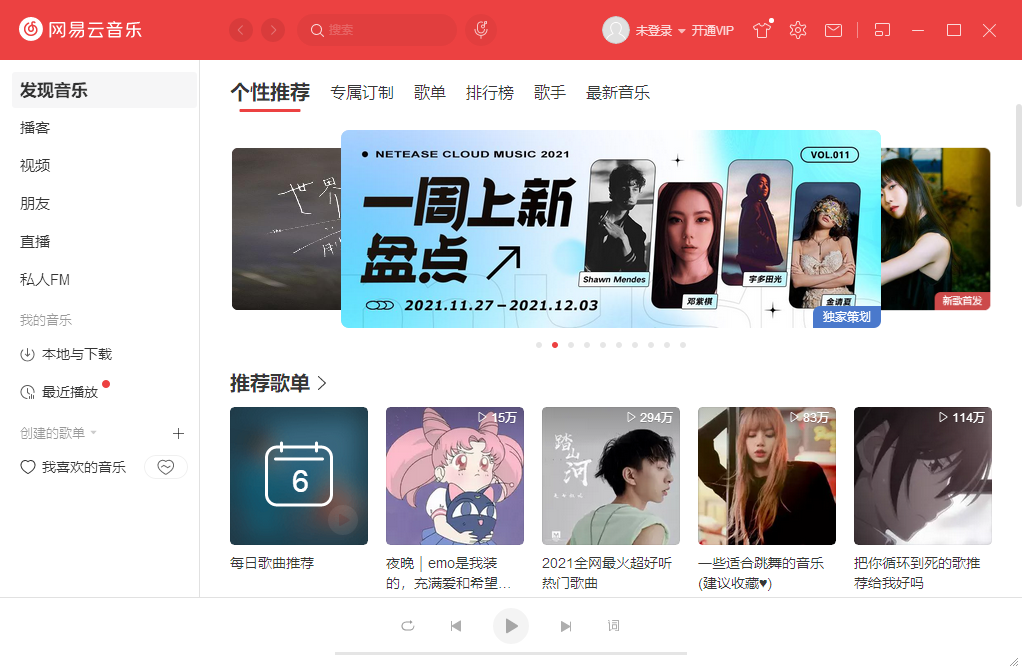 网易云音乐
搜索
未登录
开通VIP
发现音乐
播客
视频
朋友
直播
私人FM
我的音乐
本地与下载
最近播放
创建的歌单
我喜欢的音乐
个性推荐 专属订制 歌单 排行榜 歌手 最新音乐
世界
NETEASE CLOUD MUSIC 2021
VOL.011
一周上新
盘点
Shawn Mendes
邓紫棋
宇多田光
金请夏
2021.11.27–2021.12.03
独家策划
新歌首发
推荐歌单
6
15万
294万
83万
114万
踏山河
每日歌曲推荐
夜晚 | emo是我装
的，充满爱和希望...
2021全网最火超好听
热门歌曲
一些适合跳舞的音乐
(建议收藏♥)
把你循环到死的歌推
荐给我好吗
词